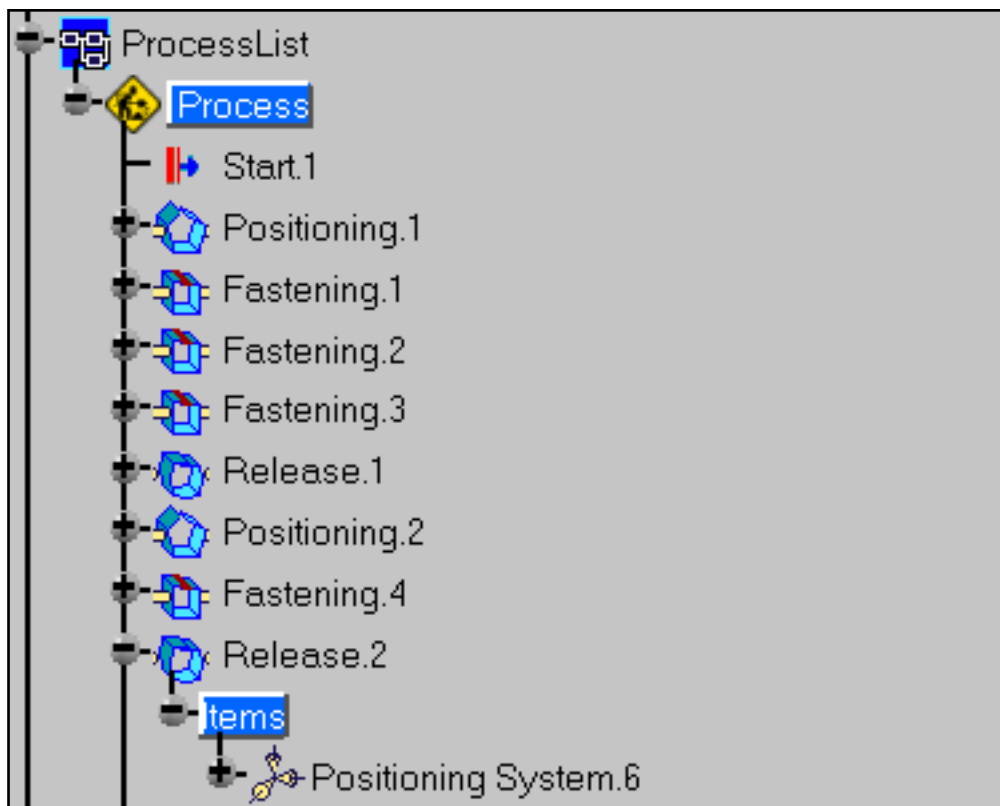 ProcessList
Process
Start.1
Positioning.1
Fastening.1
Fastening.2
Fastening.3
Release.1
Positioning.2
Fastening.4
Release.2
Items
Positioning System.6